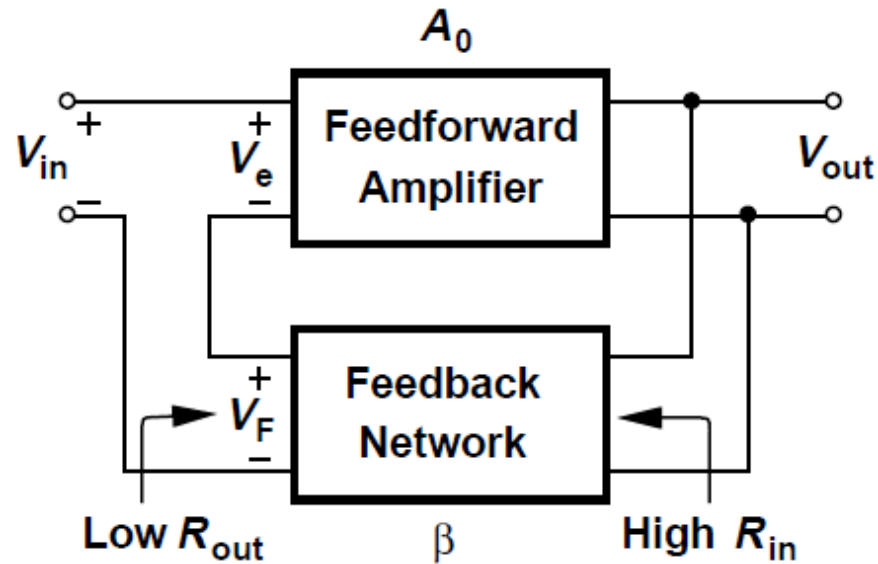 A0
Feedforward
Amplifier
+
Vin
−
+
Ve
−
Vout
Feedback
Network
+
VF
−
Low Rout
β
High Rin